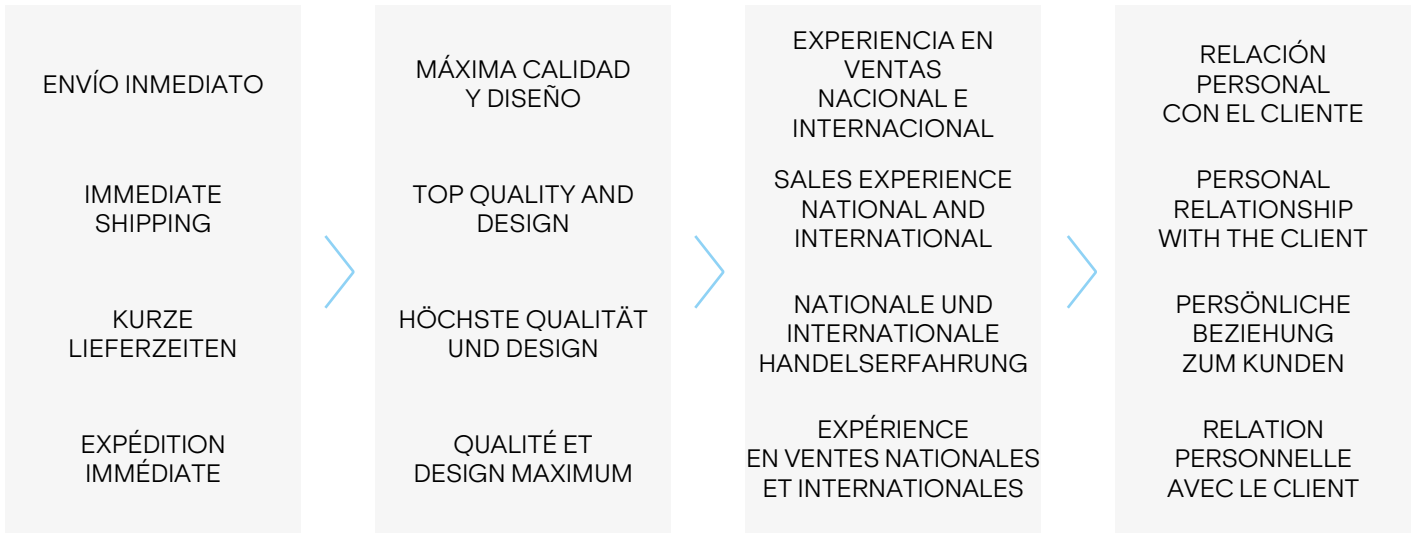 ENVÍO INMEDIATO
IMMEDIATE
SHIPPING
KURZE
LIEFERZEITEN
EXPÉDITION
IMMÉDIATE
MÁXIMA CALIDAD
Y DISEÑO
TOP QUALITY AND
DESIGN
HÖCHSTE QUALITÄT
UND DESIGN
QUALITÉ ET
DESIGN MAXIMUM
EXPERIENCIA EN
VENTAS
NACIONAL E
INTERNACIONAL
SALES EXPERIENCE
NATIONAL AND
INTERNATIONAL
NATIONALE UND
INTERNATIONALE
HANDELSERFAHRUNG
EXPÉRIENCE
EN VENTES NATIONALES
ET INTERNATIONALES
RELACIÓN
PERSONAL
CON EL CLIENTE
PERSONAL
RELATIONSHIP
WITH THE CLIENT
PERSÖNLICHE
BEZIEHUNG
ZUM KUNDEN
RELATION
PERSONNELLE
AVEC LE CLIENT